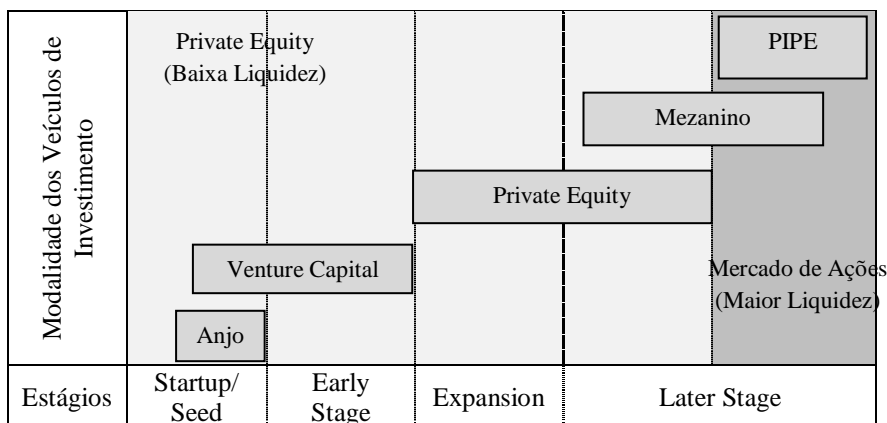 Modalidade dos Veículos de
Investimento
Private Equity
(Baixa Liquidez)
PIPE
Mezanino
Private Equity
Venture Capital
Mercado de Ações
(Maior Liquidez)
Anjo
Estágios
Startup/
Seed
Early
Stage
Expansion
Later Stage